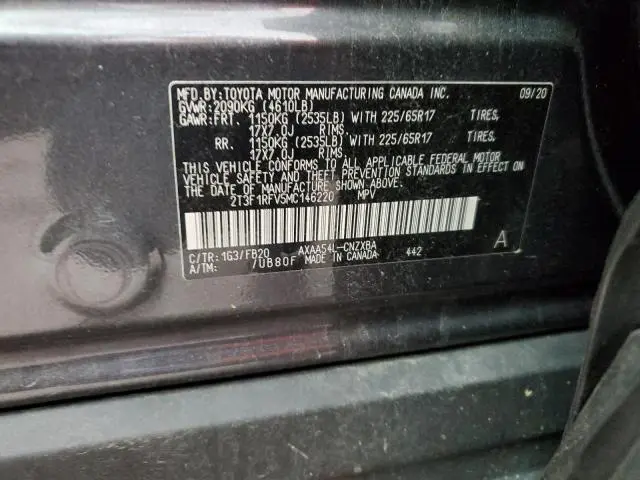 MFD.BY:TOYOTA MOTOR MANUFACTURING CANADA INC. 09/20
GVWR:2090KG (4610LB)
GAWR:FRT. 1150KG (2535LB) WITH 225/65R17 TIRES,
17X7.0J RIMS,
RR. 1150KG (2535LB) WITH 225/65R17 TIRES,
17X7.0J RIMS,
THIS VEHICLE CONFORMS TO ALL APPLICABLE FEDERAL MOTOR
VEHICLE SAFETY AND THEFT PREVENTION STANDARDS IN EFFECT
ON THE DATE OF MANUFACTURE SHOWN ABOVE.
2T3F1RFV5MC146220 MPV
C/TR:1G3/FB20 AXAA54L-CNZXBA 442 A
A/TM: /UB80F MADE IN CANADA